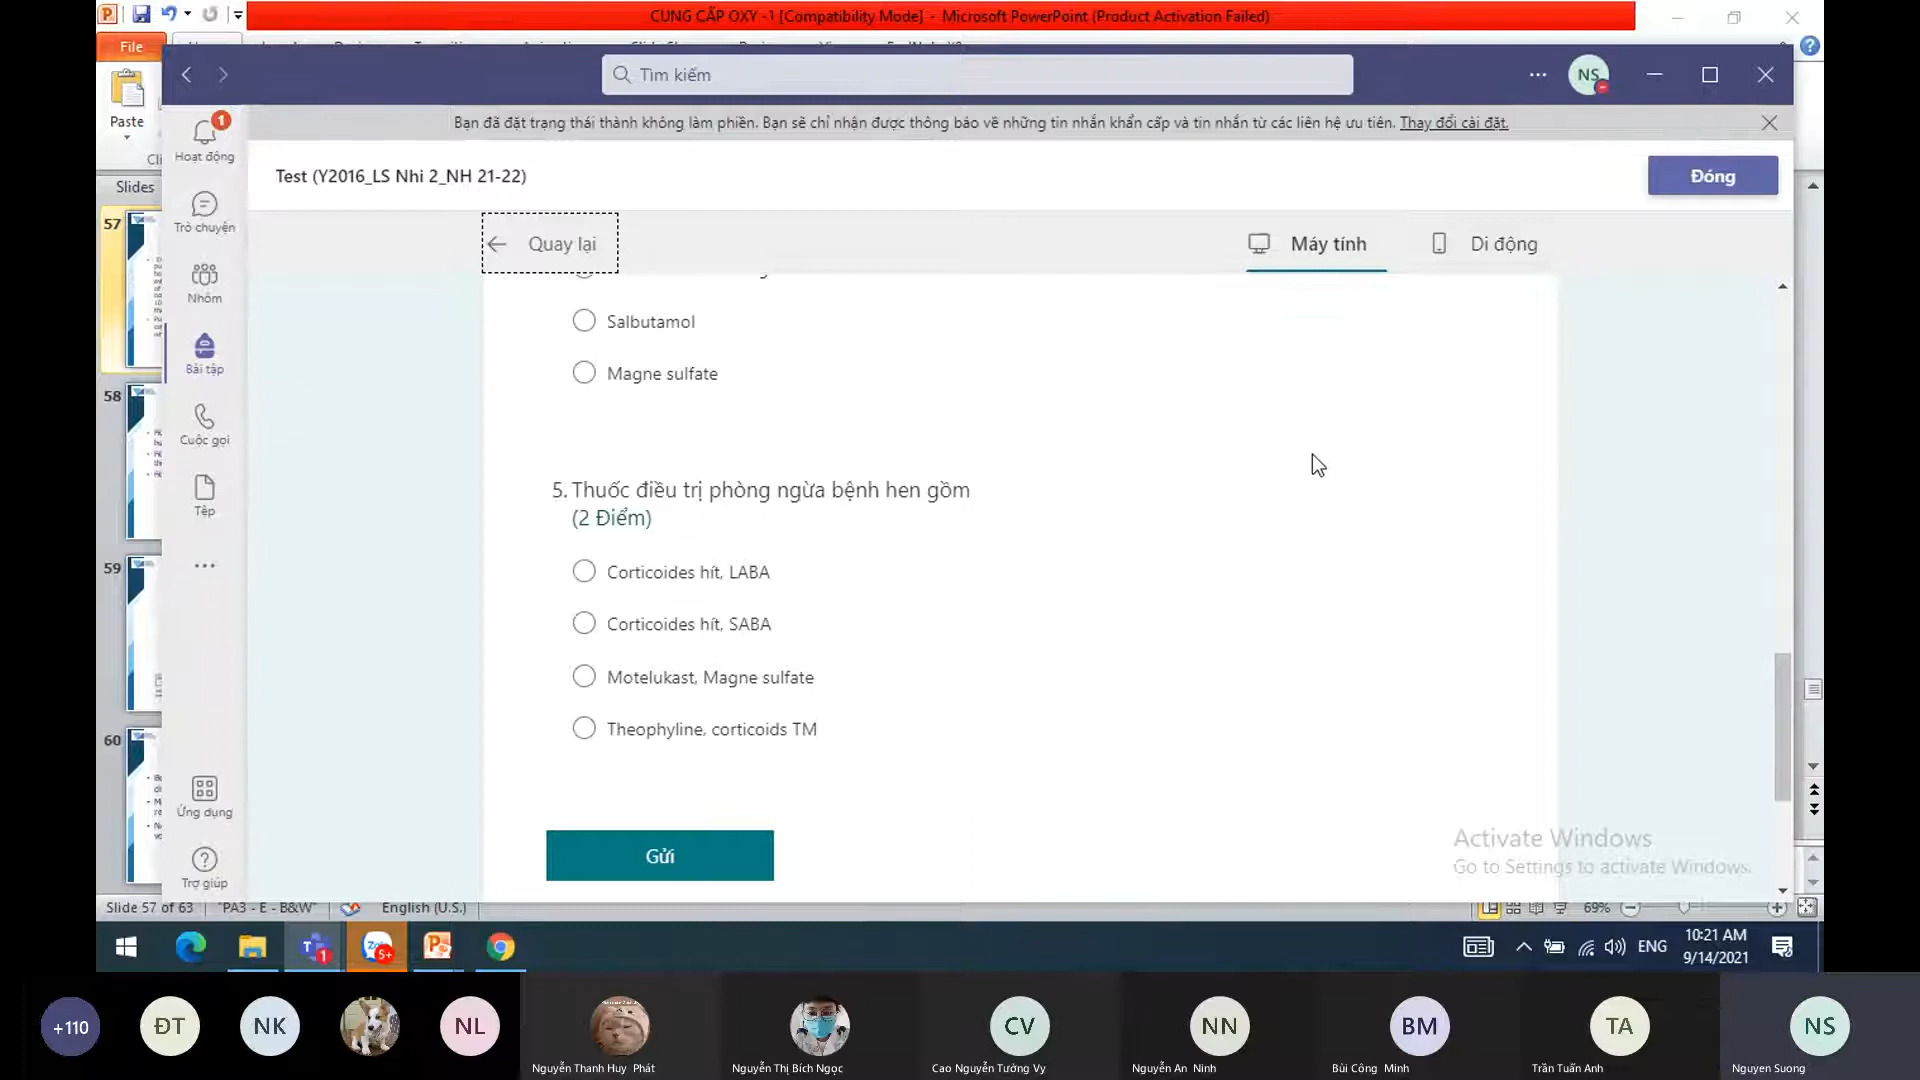 CUNG CẤP OXY -1 [Compatibility Mode] - Microsoft PowerPoint (Product Activation Failed)
File
Paste
Slides
57
58
59
60
Tìm kiếm
NS
Bạn đã đặt trạng thái thành không làm phiền. Bạn sẽ chỉ nhận được thông báo về những tin nhắn khẩn cấp và tin nhắn từ các liên hệ ưu tiên. Thay đổi cài đặt.
1
Hoạt động
Trò chuyện
Nhóm
Bài tập
Cuộc gọi
Tệp
Ứng dụng
Trợ giúp
Test (Y2016_LS Nhi 2_NH 21-22)
Đóng
Quay lại
Máy tính
Di động
Salbutamol
Magne sulfate
5. Thuốc điều trị phòng ngừa bệnh hen gồm
(2 Điểm)
Corticoides hít, LABA
Corticoides hít, SABA
Motelukast, Magne sulfate
Theophyline, corticoids TM
Gửi
Activate Windows
Go to Settings to activate Windows.
Slide 57 of 63
"PA3 - E - B&W"
English (U.S.)
69%
1
5+
ENG
10:21 AM
9/14/2021
+110
ĐT
NK
NL
CV
NN
BM
TA
NS
Nguyễn Thanh Huy Phát
Nguyễn Thị Bích Ngọc
Cao Nguyễn Tường Vy
Nguyễn An Ninh
Bùi Công Minh
Trần Tuấn Anh
Nguyen Suong